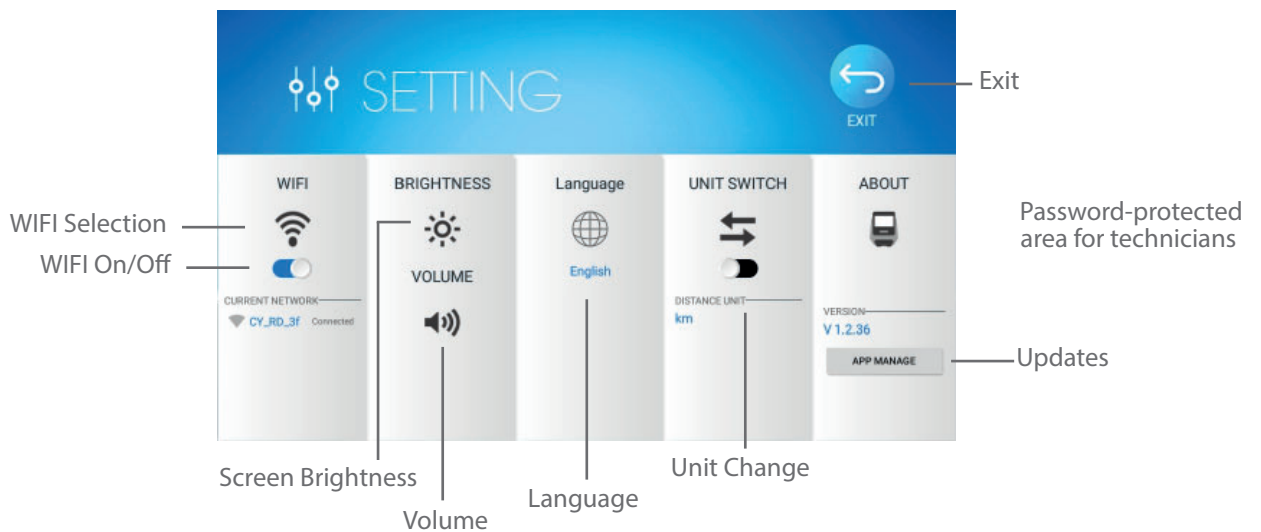 SETTING
EXIT
Exit
WIFI
BRIGHTNESS
Language
UNIT SWITCH
ABOUT
WIFI Selection
WIFI On/Off
Password-protected
area for technicians
VOLUME
English
CURRENT NETWORK
CY_RD_3f Connected
DISTANCE UNIT
km
VERSION
V 1.2.36
APP MANAGE
Updates
Screen Brightness
Volume
Language
Unit Change